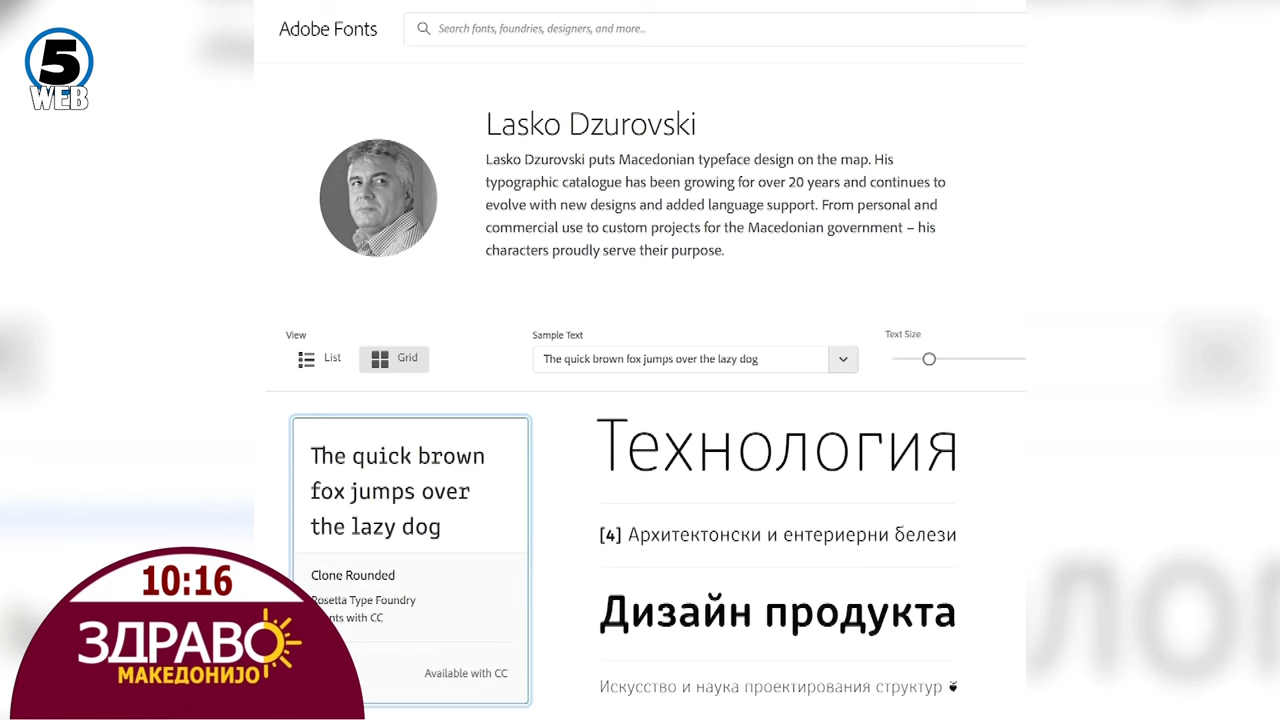 5
WEB
Adobe Fonts
Search fonts, foundries, designers, and more...
Lasko Dzurovski
Lasko Dzurovski puts Macedonian typeface design on the map. His
typographic catalogue has been growing for over 20 years and continues to
evolve with new designs and added language support. From personal and
commercial use to custom projects for the Macedonian government – his
characters proudly serve their purpose.
View
List
Grid
Sample Text
The quick brown fox jumps over the lazy dog
Text Size
The quick brown
fox jumps over
the lazy dog
Clone Rounded
Rosetta Type Foundry
nts with CC
Available with CC
Технология
[4] Архитектонски и ентериерни белези
Дизайн продукта
Искусство и наука проектирования структур
10:16
ЗДРАВО
МАКЕДОНИЈО